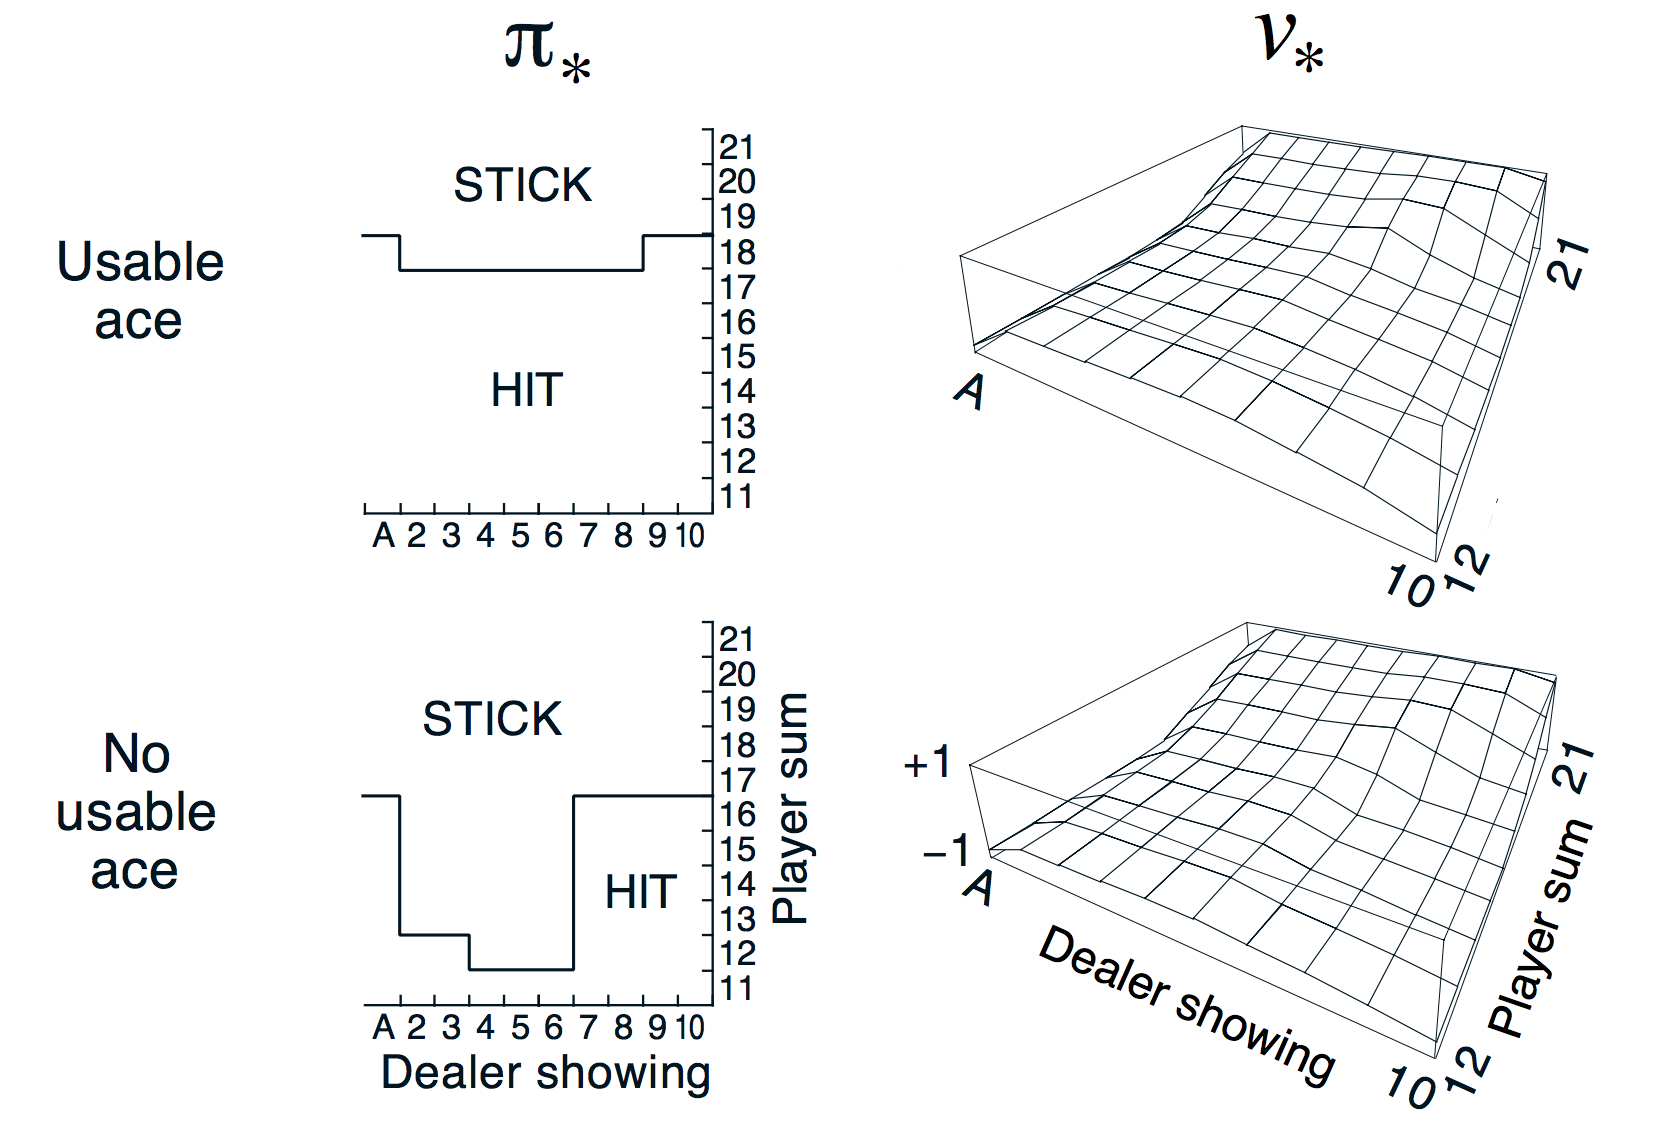 π*
v*
Usable
ace
STICK
HIT
21
20
19
18
17
16
15
14
13
12
11
A 2 3 4 5 6 7 8 9 10
A
10
12
21
No
usable
ace
STICK
HIT
21
20
19
18
17
16
15
14
13
12
11
Player sum
A 2 3 4 5 6 7 8 9 10
Dealer showing
+1
−1
A
Dealer showing
10
12
Player sum
21